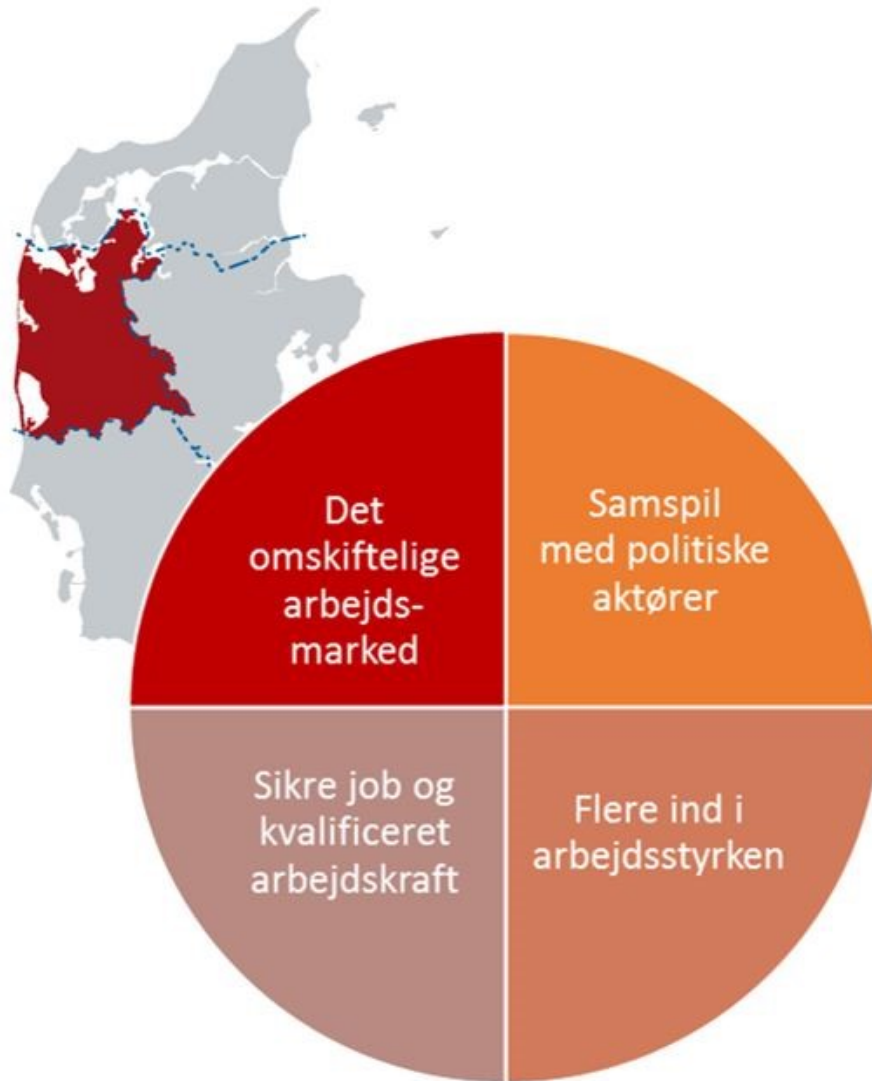 Det
omskiftelige
arbejds-
marked
Samspil
med politiske
aktører
Sikre job og
kvalificeret
arbejdskraft
Flere ind i
arbejdsstyrken